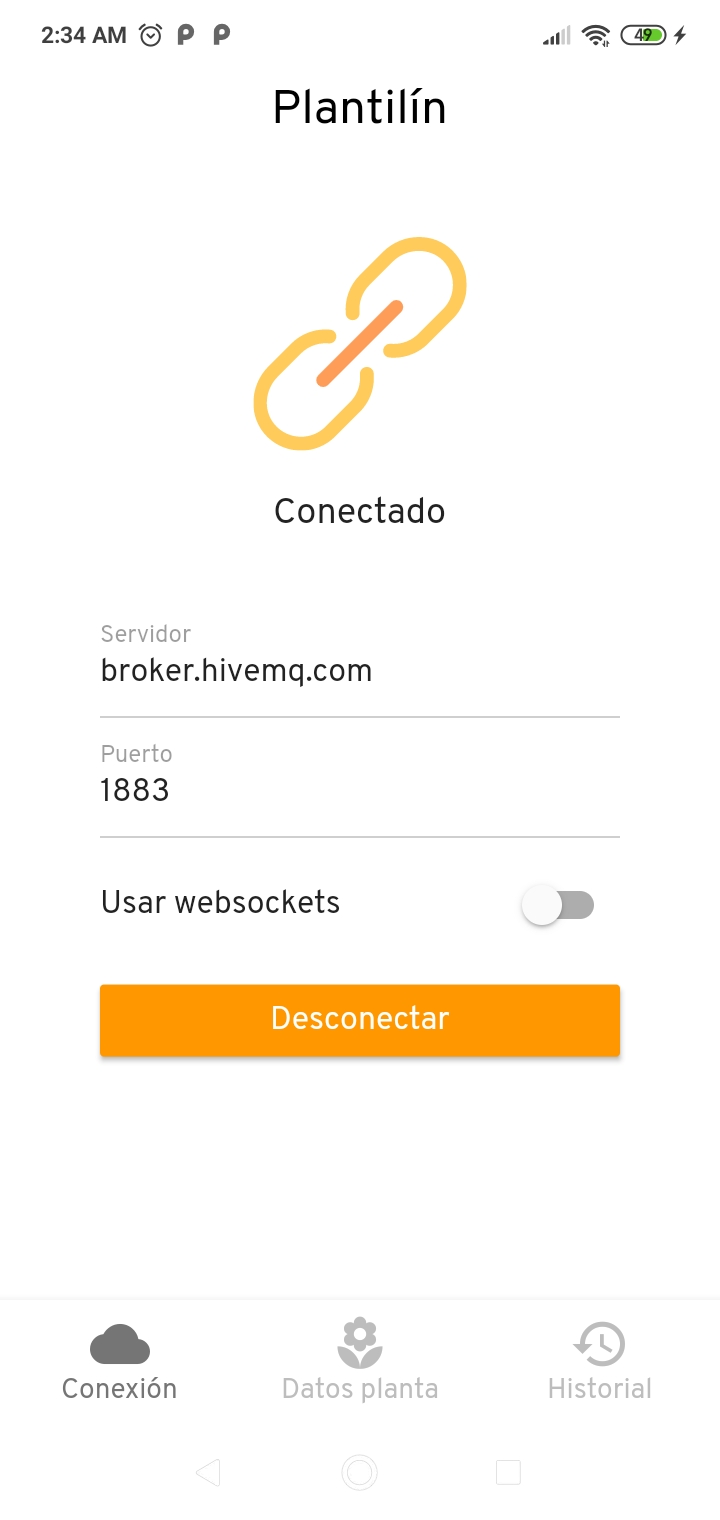 2:34 AM
49
Plantilín
Conectado
Servidor
broker.hivemq.com
Puerto
1883
Usar websockets
Desconectar
Conexión
Datos planta
Historial